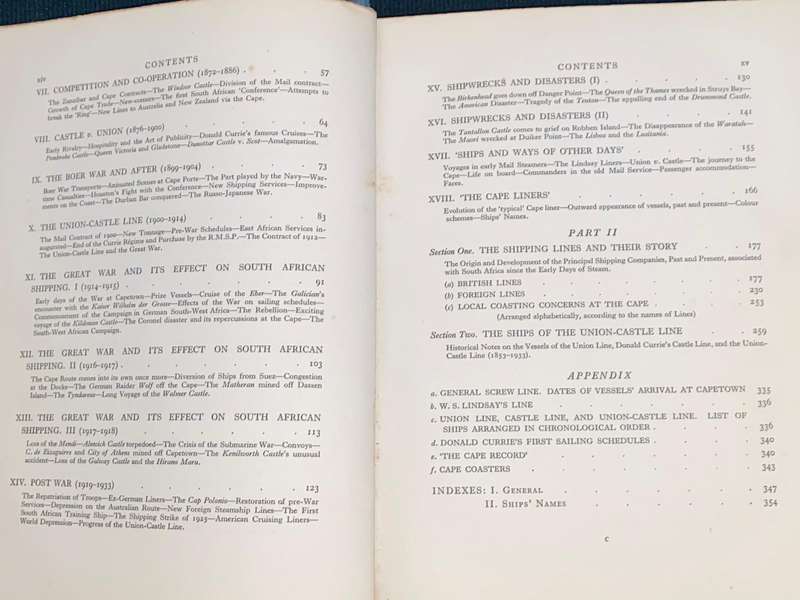 xiv CONTENTS
VII. COMPETITION AND CO-OPERATION (1872–1886) . . . 57
The Zanzibar and Cape Contracts—The Windsor Castle—Division of the Mail contract—
Growth of Cape Trade—New-comers—The first South African 'Conference'—Attempts to
break the 'Ring'—New Lines to Australia and New Zealand via the Cape.
VIII. CASTLE v. UNION (1876–1900) . . . . . 64
Early Rivalry—Hospitality and the Art of Publicity—Donald Currie's famous Cruises—The
Pembroke Castle—Queen Victoria and Gladstone—Dunottar Castle v. Scot—Amalgamation.
IX. THE BOER WAR AND AFTER (1899–1904) . . . . 73
Boer War Transports—Animated Scenes at Cape Ports—The Part played by the Navy—War-
time Casualties—Houston's Fight with the Conference—New Shipping Services—Improve-
ments on the Coast—The Durban Bar conquered—The Russo-Japanese War.
X. THE UNION-CASTLE LINE (1900–1914) . . . . 83
The Mail Contract of 1900—New Tonnage—Pre-War Schedules—East African Services in-
augurated—End of the Currie Régime and Purchase by the R.M.S.P.—The Contract of 1912—
The Union-Castle Line and the Great War.
XI. THE GREAT WAR AND ITS EFFECT ON SOUTH AFRICAN
SHIPPING. I (1914–1915) . . . . . . 91
Early days of the War at Capetown—Prize Vessels—Cruise of the Eber—The Galician's
encounter with the Kaiser Wilhelm der Grosse—Effects of the War on sailing schedules—
Commencement of the Campaign in German South-West Africa—The Rebellion—Exciting
voyage of the Kildonan Castle—The Coronel disaster and its repercussions at the Cape—The
South-West African Campaign.
XII. THE GREAT WAR AND ITS EFFECT ON SOUTH AFRICAN
SHIPPING. II (1916–1917) . . . . . . 103
The Cape Route comes into its own once more—Diversion of Ships from Suez—Congestion
at the Docks—The German Raider Wolf off the Cape—The Matheran mined off Dassen
Island—The Tyndareus—Long Voyage of the Walmer Castle.
XIII. THE GREAT WAR AND ITS EFFECT ON SOUTH AFRICAN
SHIPPING. III (1917–1918) . . . . . . 113
Loss of the Mendi—Alnwick Castle torpedoed—The Crisis of the Submarine War—Convoys—
C. de Eizaguirre and City of Athens mined off Capetown—The Kenilworth Castle's unusual
accident—Loss of the Galway Castle and the Hirano Maru.
XIV. POST WAR (1919–1933) . . . . . . 123
The Repatriation of Troops—Ex-German Liners—The Cap Polonio—Restoration of pre-War
Services—Depression on the Australian Route—New Foreign Steamship Lines—The First
South African Training Ship—The Shipping Strike of 1925—American Cruising Liners—
World Depression—Progress of the Union-Castle Line.
CONTENTS xv
XV. SHIPWRECKS AND DISASTERS (I) . . . . . 130
The Birkenhead goes down off Danger Point—The Queen of the Thames wrecked in Struys Bay—
The American Disaster—Tragedy of the Teuton—The appalling end of the Drummond Castle.
XVI. SHIPWRECKS AND DISASTERS (II) . . . . . 141
The Tantallon Castle comes to grief on Robben Island—The Disappearance of the Waratah—
The Maori wrecked at Duiker Point—The Lisboa and the Lusitania.
XVII. 'SHIPS AND WAYS OF OTHER DAYS' . . . . 155
Voyages in early Mail Steamers—The Lindsay Liners—Union v. Castle—The journey to the
Cape—Life on board—Commanders in the old Mail Service—Passenger accommodation—
Fares.
XVIII. 'THE CAPE LINERS' . . . . . . 166
Evolution of the 'typical' Cape liner—Outward appearance of vessels, past and present—Colour
schemes—Ships' Names.
PART II
Section One. THE SHIPPING LINES AND THEIR STORY . . 177
The Origin and Development of the Principal Shipping Companies, Past and Present, associated
with South Africa since the Early Days of Steam.
(a) BRITISH LINES . . . . . . . 177
(b) FOREIGN LINES . . . . . . . 230
(c) LOCAL COASTING CONCERNS AT THE CAPE . . . . 253
(Arranged alphabetically, according to the names of Lines)
Section Two. THE SHIPS OF THE UNION-CASTLE LINE . . 259
Historical Notes on the Vessels of the Union Line, Donald Currie's Castle Line, and the Union-
Castle Line (1853–1933).
APPENDIX
a. GENERAL SCREW LINE. DATES OF VESSELS' ARRIVAL AT CAPETOWN 335
b. W. S. LINDSAY'S LINE . . . . . . 336
c. UNION LINE, CASTLE LINE, AND UNION-CASTLE LINE. LIST OF
SHIPS ARRANGED IN CHRONOLOGICAL ORDER . . . . 336
d. DONALD CURRIE'S FIRST SAILING SCHEDULES . . . . 340
e. 'THE CAPE RECORD' . . . . . . 340
f. CAPE COASTERS . . . . . . . 343
INDEXES: I. GENERAL . . . . . . 347
II. SHIPS' NAMES . . . . . 354
C